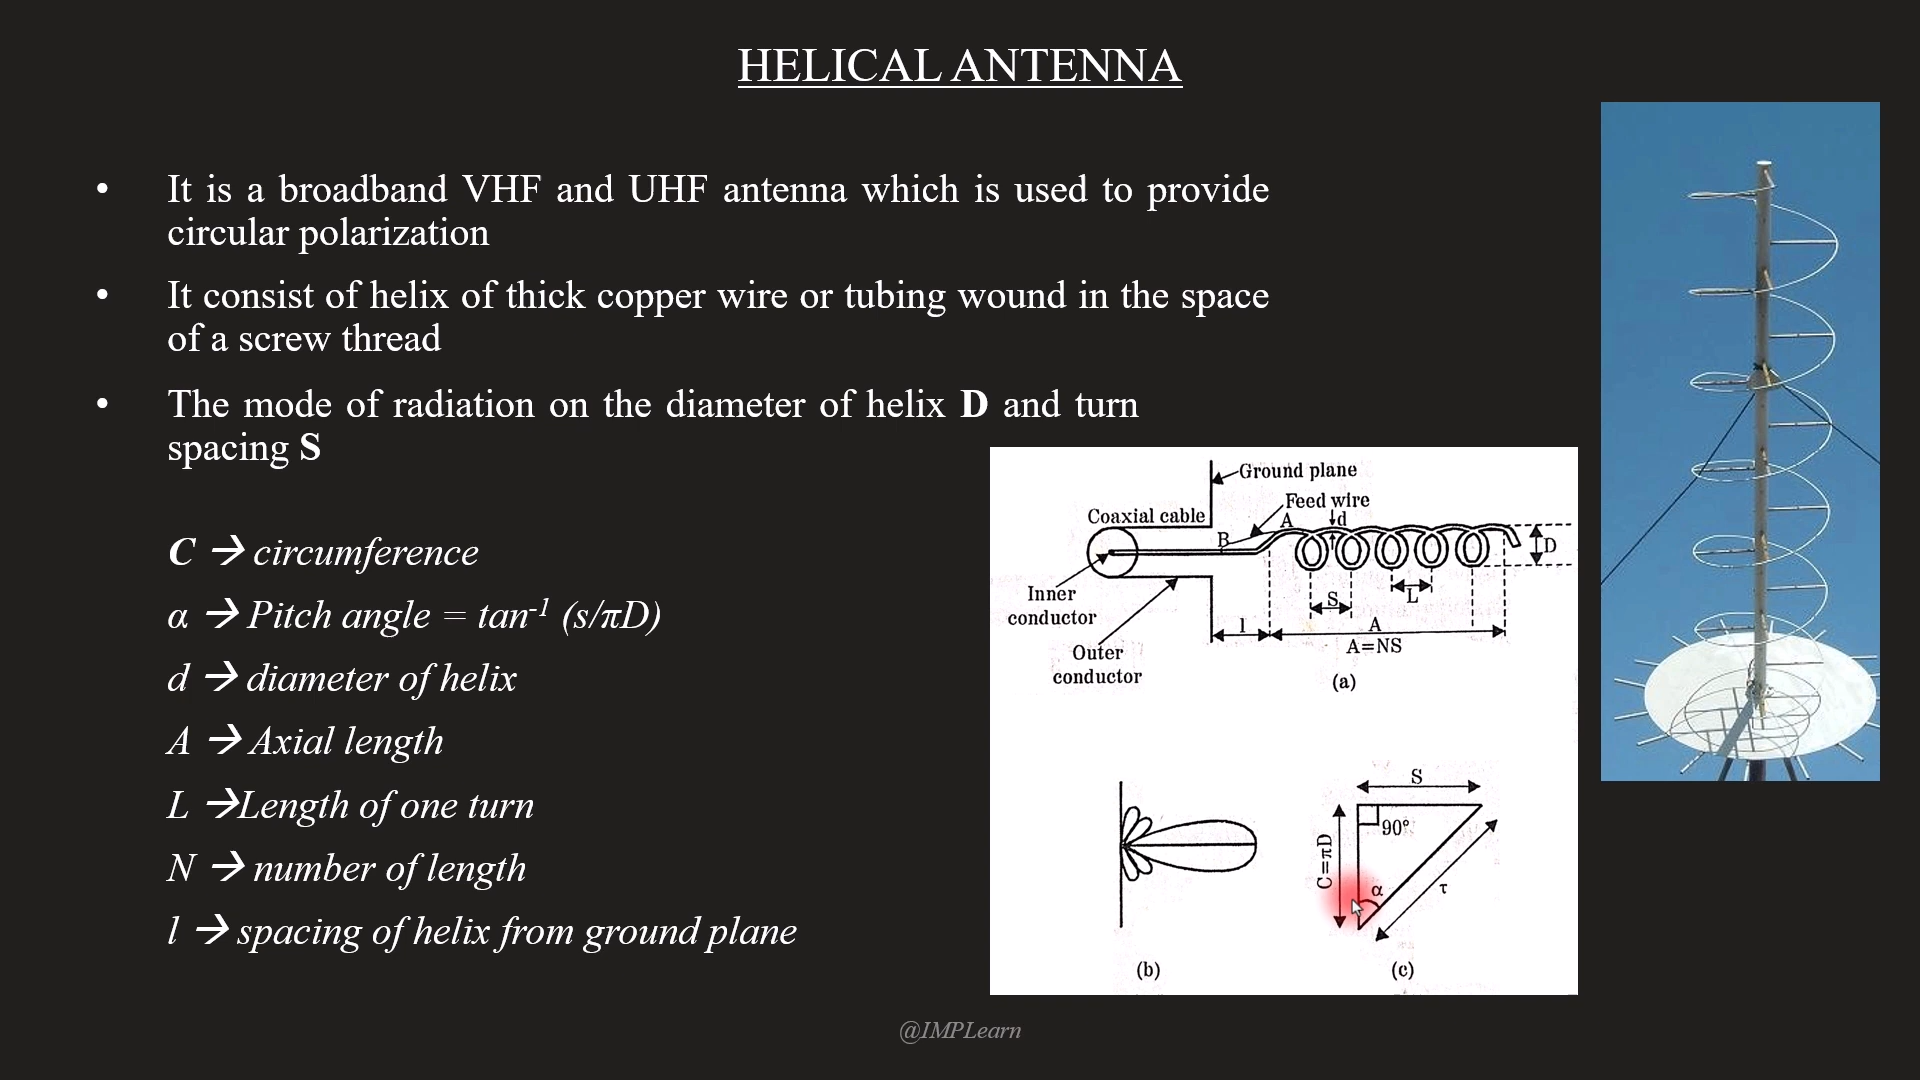 HELICAL ANTENNA
• It is a broadband VHF and UHF antenna which is used to provide
circular polarization
• It consist of helix of thick copper wire or tubing wound in the space
of a screw thread
• The mode of radiation on the diameter of helix D and turn
spacing S
C → circumference
α → Pitch angle = tan⁻¹ (s/πD)
d → diameter of helix
A → Axial length
L →Length of one turn
N → number of length
l → spacing of helix from ground plane
Ground plane
Feed wire
Coaxial cable
A
d
B
D
Inner
conductor
S
L
l
A
A=NS
Outer
conductor
(a)
S
90°
C=πD
α
τ
(b)
(c)
@IMPLearn